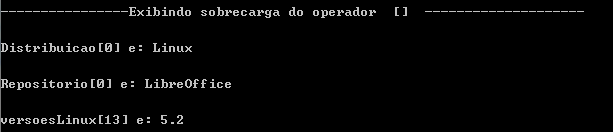 ----------------Exibindo sobrecarga do operador  []  --------------------
Distribuicao[0] e: Linux
Repositorio[0] e: LibreOffice
versoesLinux[13] e: 5.2